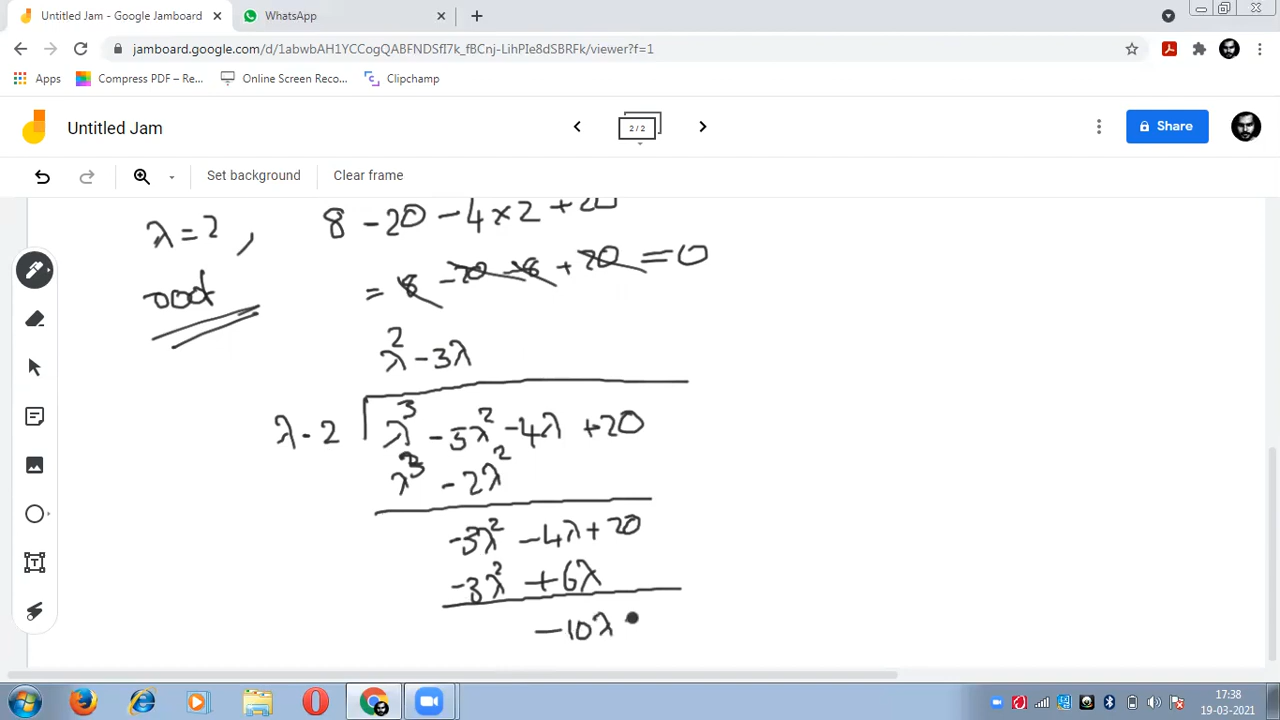 Untitled Jam - Google Jamboard × WhatsApp × +
jamboard.google.com/d/1abwbAH1YCCogQABFNDSfI7k_fBCnj-LihPIe8dSBRFk/viewer?f=1
Apps Compress PDF – Re... Online Screen Reco... Clipchamp
Untitled Jam 2 / 2 Share
Set background Clear frame
λ=2, 8 -20 -4×2 +20
root = 8 -20 -8 +20 =0
λ² -3λ
λ-2 λ³ -5λ² -4λ +20
λ³ -2λ²
-3λ² -4λ+20
-3λ² +6λ
-10λ
17:38
19-03-2021